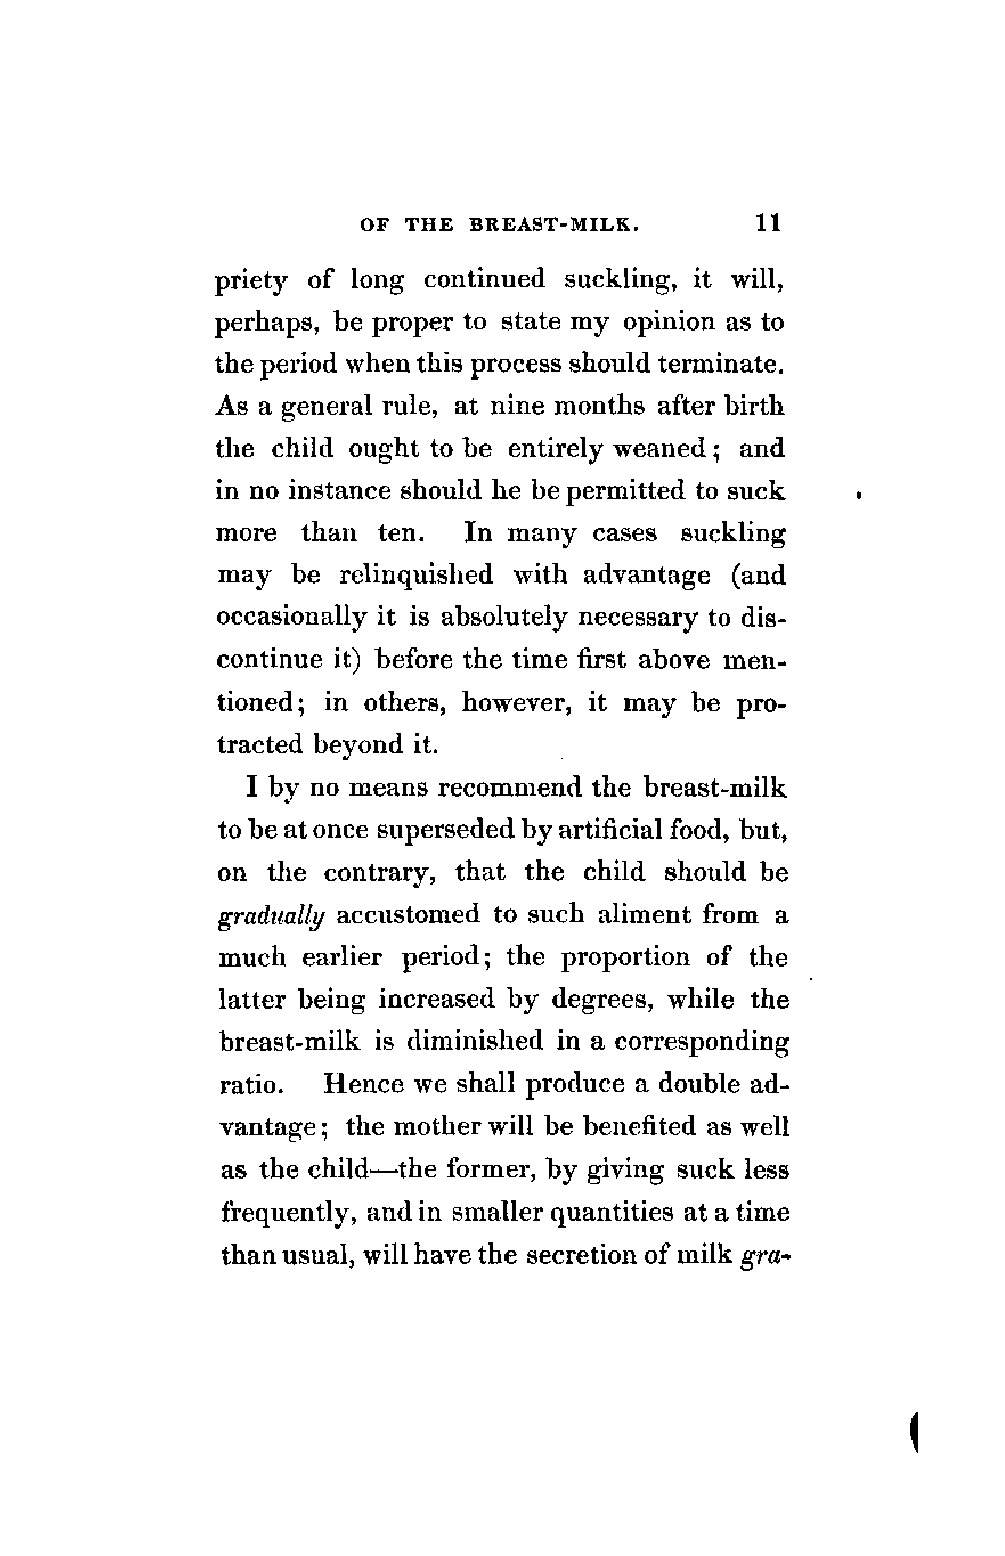 OF THE BREAST-MILK. 11
priety of long continued suckling, it will,
perhaps, be proper to state my opinion as to
the period when this process should terminate.
As a general rule, at nine months after birth
the child ought to be entirely weaned; and
in no instance should he be permitted to suck
more than ten. In many cases suckling
may be relinquished with advantage (and
occasionally it is absolutely necessary to dis-
continue it) before the time first above men-
tioned; in others, however, it may be pro-
tracted beyond it.
I by no means recommend the breast-milk
to be at once superseded by artificial food, but,
on the contrary, that the child should be
gradually accustomed to such aliment from a
much earlier period; the proportion of the
latter being increased by degrees, while the
breast-milk is diminished in a corresponding
ratio. Hence we shall produce a double ad-
vantage; the mother will be benefited as well
as the child—the former, by giving suck less
frequently, and in smaller quantities at a time
than usual, will have the secretion of milk gra-